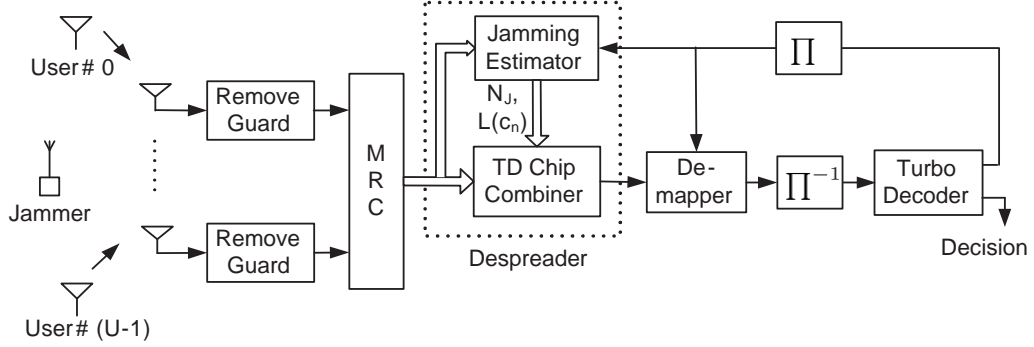 User# 0
Jammer
User# (U-1)
Remove
Guard
Remove
Guard
M
R
C
Jamming
Estimator
N_J,
L(c_n)
TD Chip
Combiner
Despreader
∏
De-
mapper
∏⁻¹
Turbo
Decoder
Decision